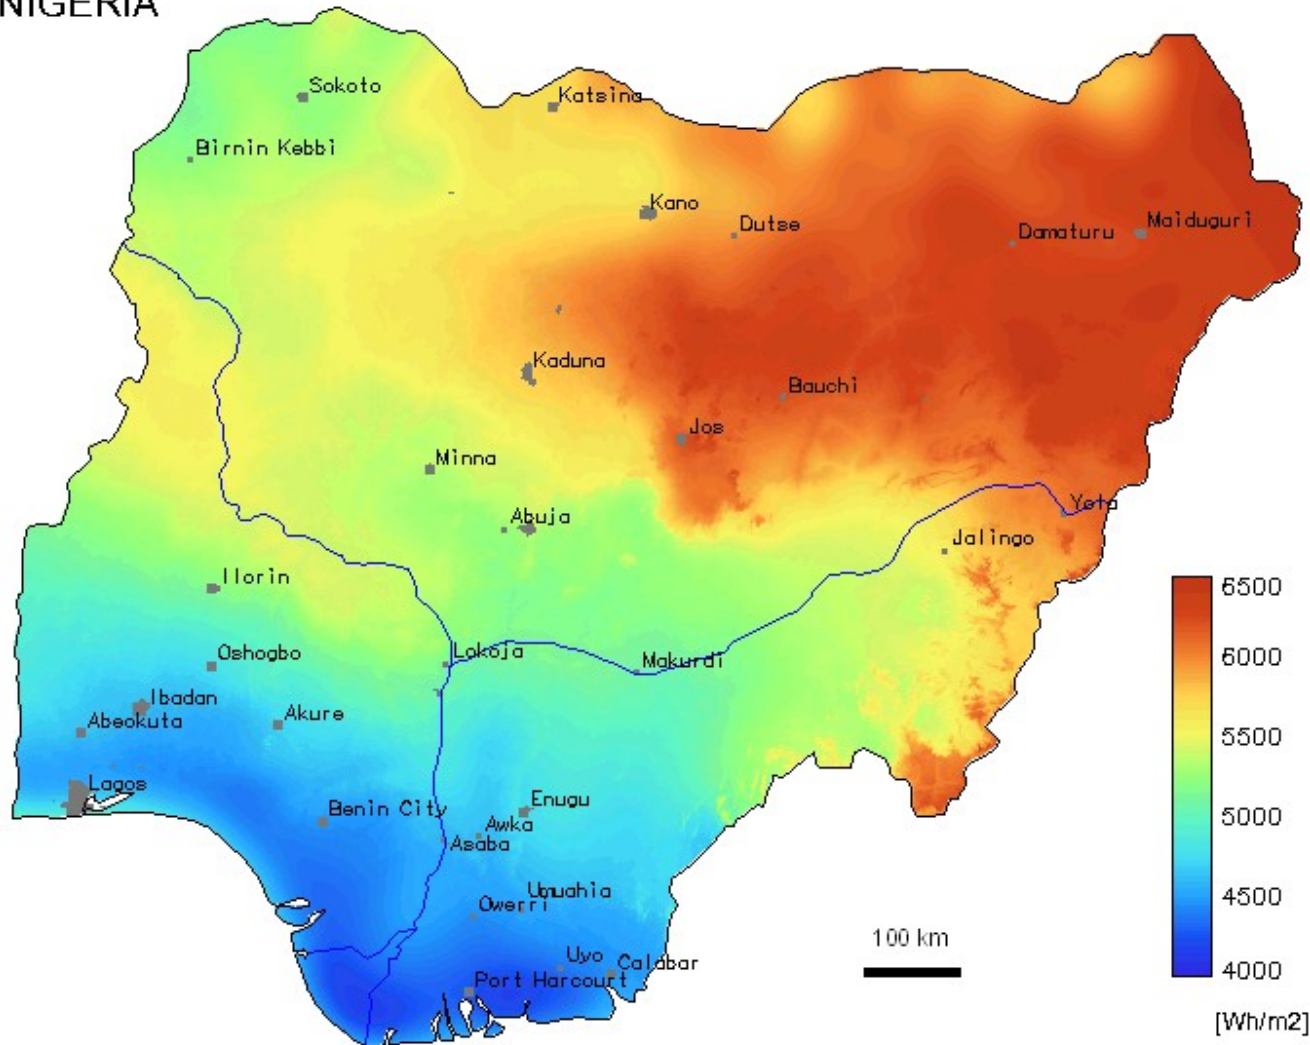 NIGERIA
Sokoto
Katsina
Birnin Kebbi
Kano
Dutse
Damaturu
Maiduguri
Kaduna
Bauchi
Jos
Minna
Yola
Abuja
Jalingo
Ilorin
6500
Oshogbo
Lokoja
Makurdi
6000
Ibadan
Abeokuta
Akure
5500
Lagos
Benin City
Enugu
Awka
5000
Asaba
Umuahia
Owerri
4500
100 km
Uyo
Calabar
Port Harcourt
4000
[Wh/m2]